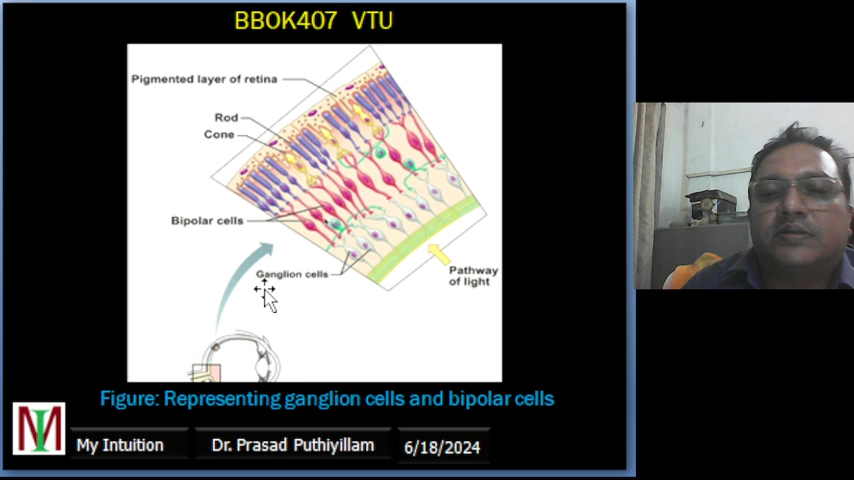 BBOK407 VTU
Pigmented layer of retina
Rod
Cone
Bipolar cells
Ganglion cells
Pathway
of light
Figure: Representing ganglion cells and bipolar cells
MI
My Intuition
Dr. Prasad Puthiyillam
6/18/2024